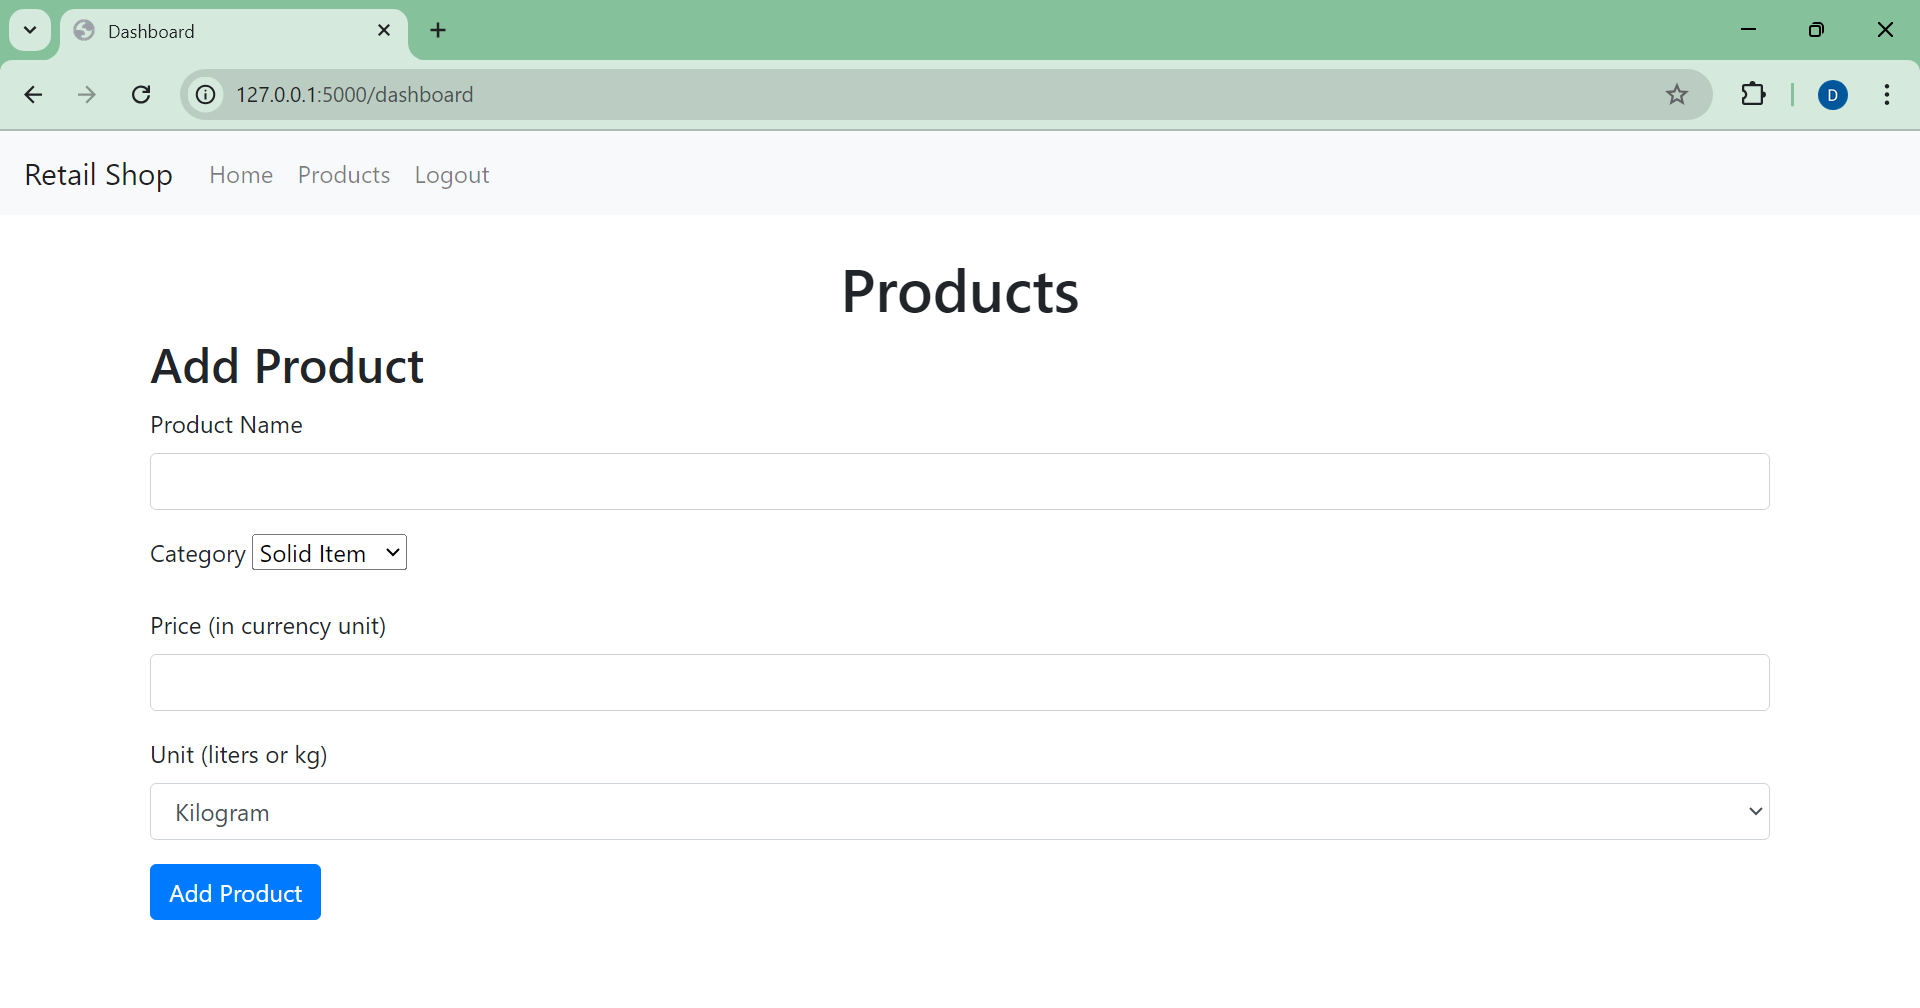 Dashboard
127.0.0.1:5000/dashboard
D
Retail Shop Home Products Logout
Products
Add Product
Product Name
Category Solid Item
Price (in currency unit)
Unit (liters or kg)
Kilogram
Add Product